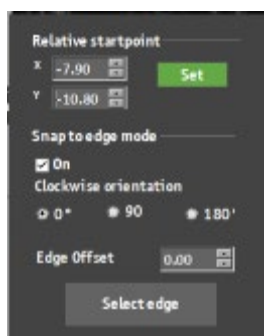 Relative startpoint
X -7.90 Set
Y -10.80
Snap to edge mode
On
Clockwise orientation
0° 90 180°
Edge Offset 0.00
Select edge